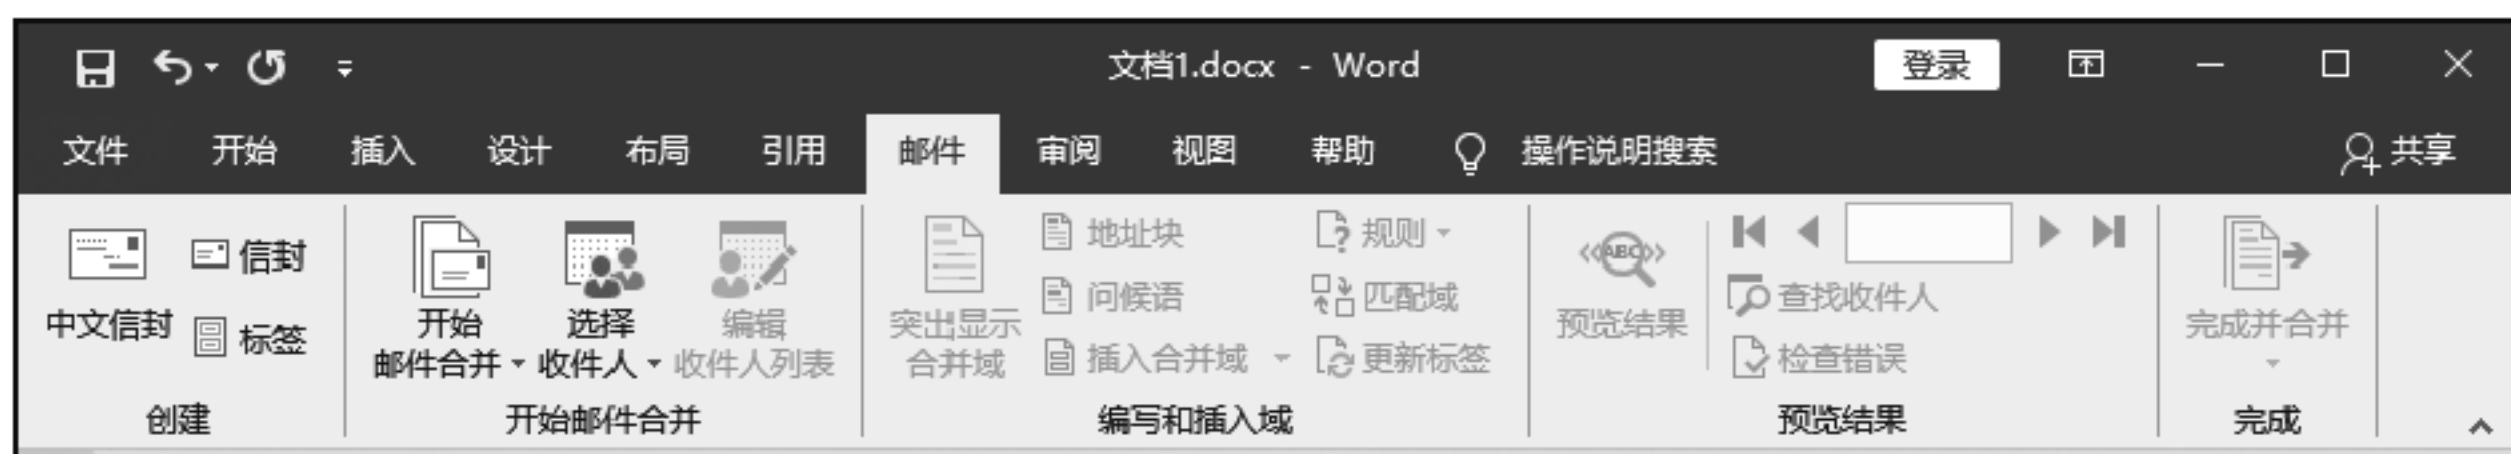 文档1.docx - Word
登录
文件 开始 插入 设计 布局 引用 邮件 审阅 视图 帮助 操作说明搜索 共享
中文信封
信封
标签
创建
开始
邮件合并
选择
收件人
编辑
收件人列表
开始邮件合并
突出显示
合并域
地址块
问候语
插入合并域
规则
匹配域
更新标签
编写和插入域
ABC
预览结果
查找收件人
检查错误
预览结果
完成并合并
完成